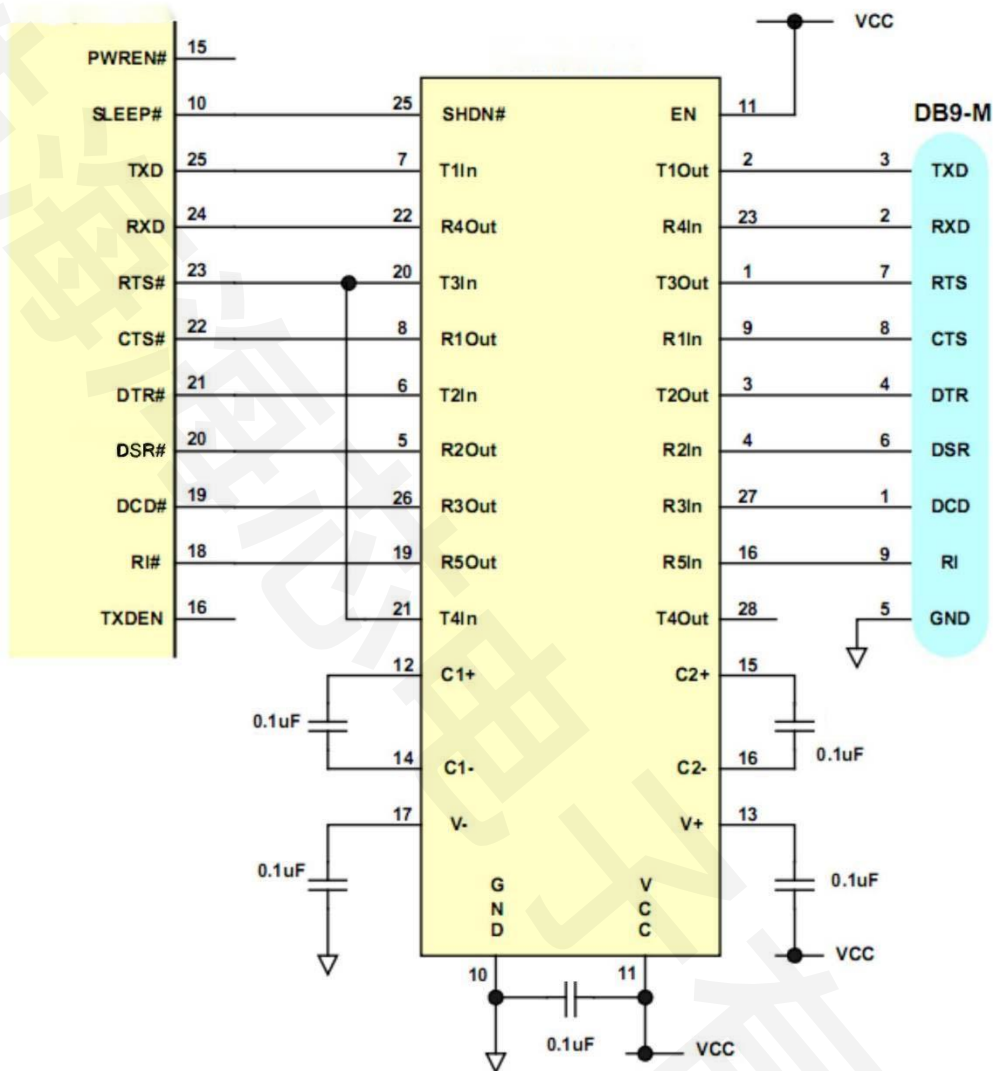 VCC
PWREN# 15
SLEEP# 10 25 SHDN# EN 11 DB9-M
TXD 25 7 T1In T1Out 2 3 TXD
RXD 24 22 R4Out R4In 23 2 RXD
RTS# 23 20 T3In T3Out 1 7 RTS
CTS# 22 8 R1Out R1In 9 8 CTS
DTR# 21 6 T2In T2Out 3 4 DTR
DSR# 20 5 R2Out R2In 4 6 DSR
DCD# 19 26 R3Out R3In 27 1 DCD
RI# 18 19 R5Out R5In 16 9 RI
TXDEN 16 21 T4In T4Out 28 5 GND
12 C1+ C2+ 15
0.1uF 0.1uF
14 C1- C2- 16
17 V- V+ 13
0.1uF GND VCC 0.1uF
VCC
10 11
0.1uF VCC